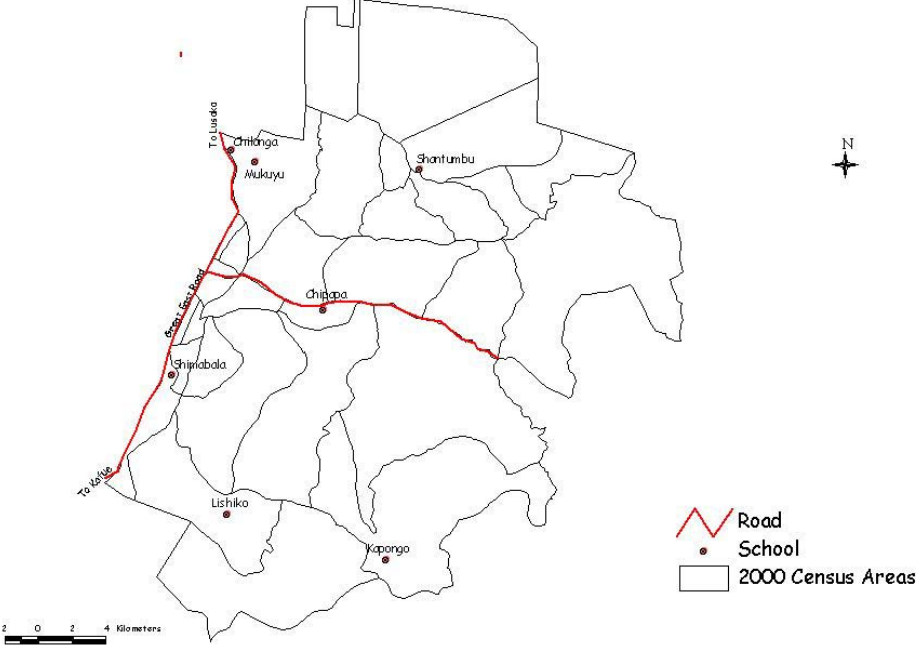 To Lusaka
Chilanga
Mukuyu
Shantumbu
N
Great East Road
Chipapa
Shimabala
To Kafue
Lishiko
Kapongo
Road
School
2000 Census Areas
2 0 2 4 Kilometers